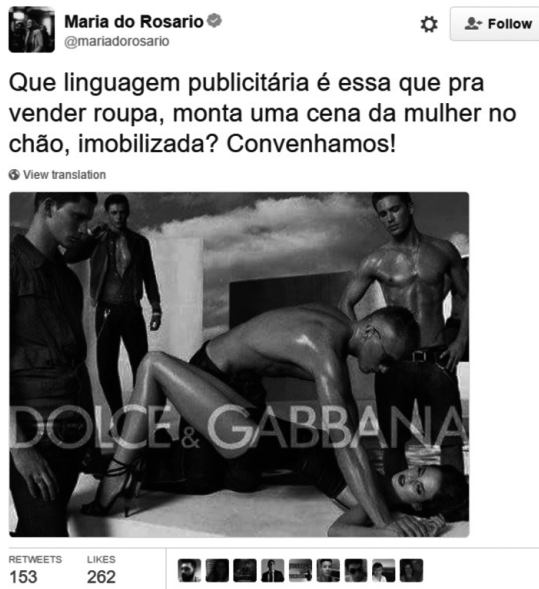 Maria do Rosario
@mariadorosario
Follow
Que linguagem publicitária é essa que pra
vender roupa, monta uma cena da mulher no
chão, imobilizada? Convenhamos!
View translation
DOLCE & GABBANA
RETWEETS
153
LIKES
262